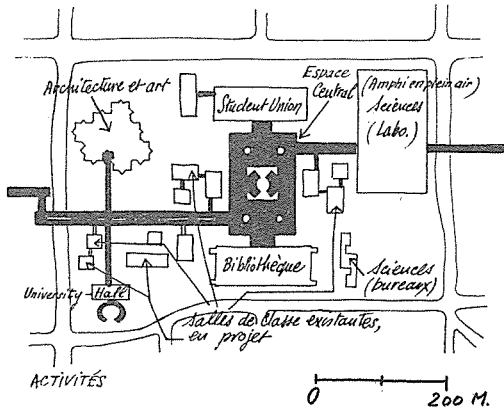 Architecture et art
Student Union
Espace
Central
(Amphi en plein air)
Sciences
(Labo.)
Bibliothèque
Sciences
(bureaux)
University Hall
Salles de Classe existantes,
en projet
ACTIVITÉS
0 200 M.